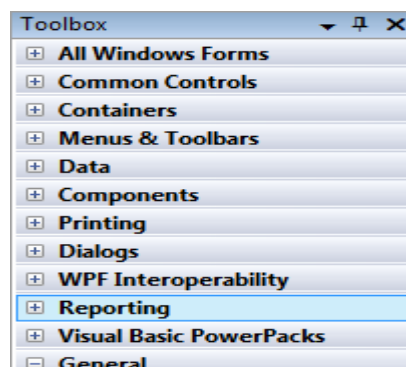 Toolbox
All Windows Forms
Common Controls
Containers
Menus & Toolbars
Data
Components
Printing
Dialogs
WPF Interoperability
Reporting
Visual Basic PowerPacks
General